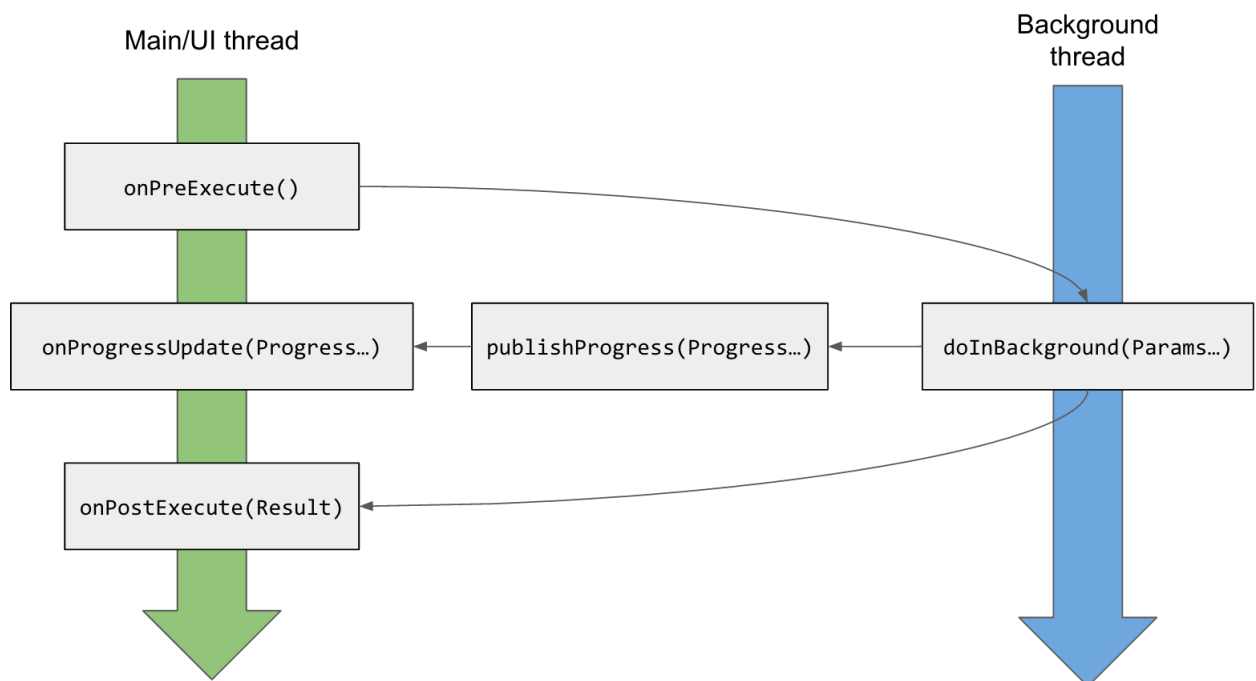 Main/UI thread
Background
thread
onPreExecute()
onProgressUpdate(Progress…)
publishProgress(Progress…)
doInBackground(Params…)
onPostExecute(Result)